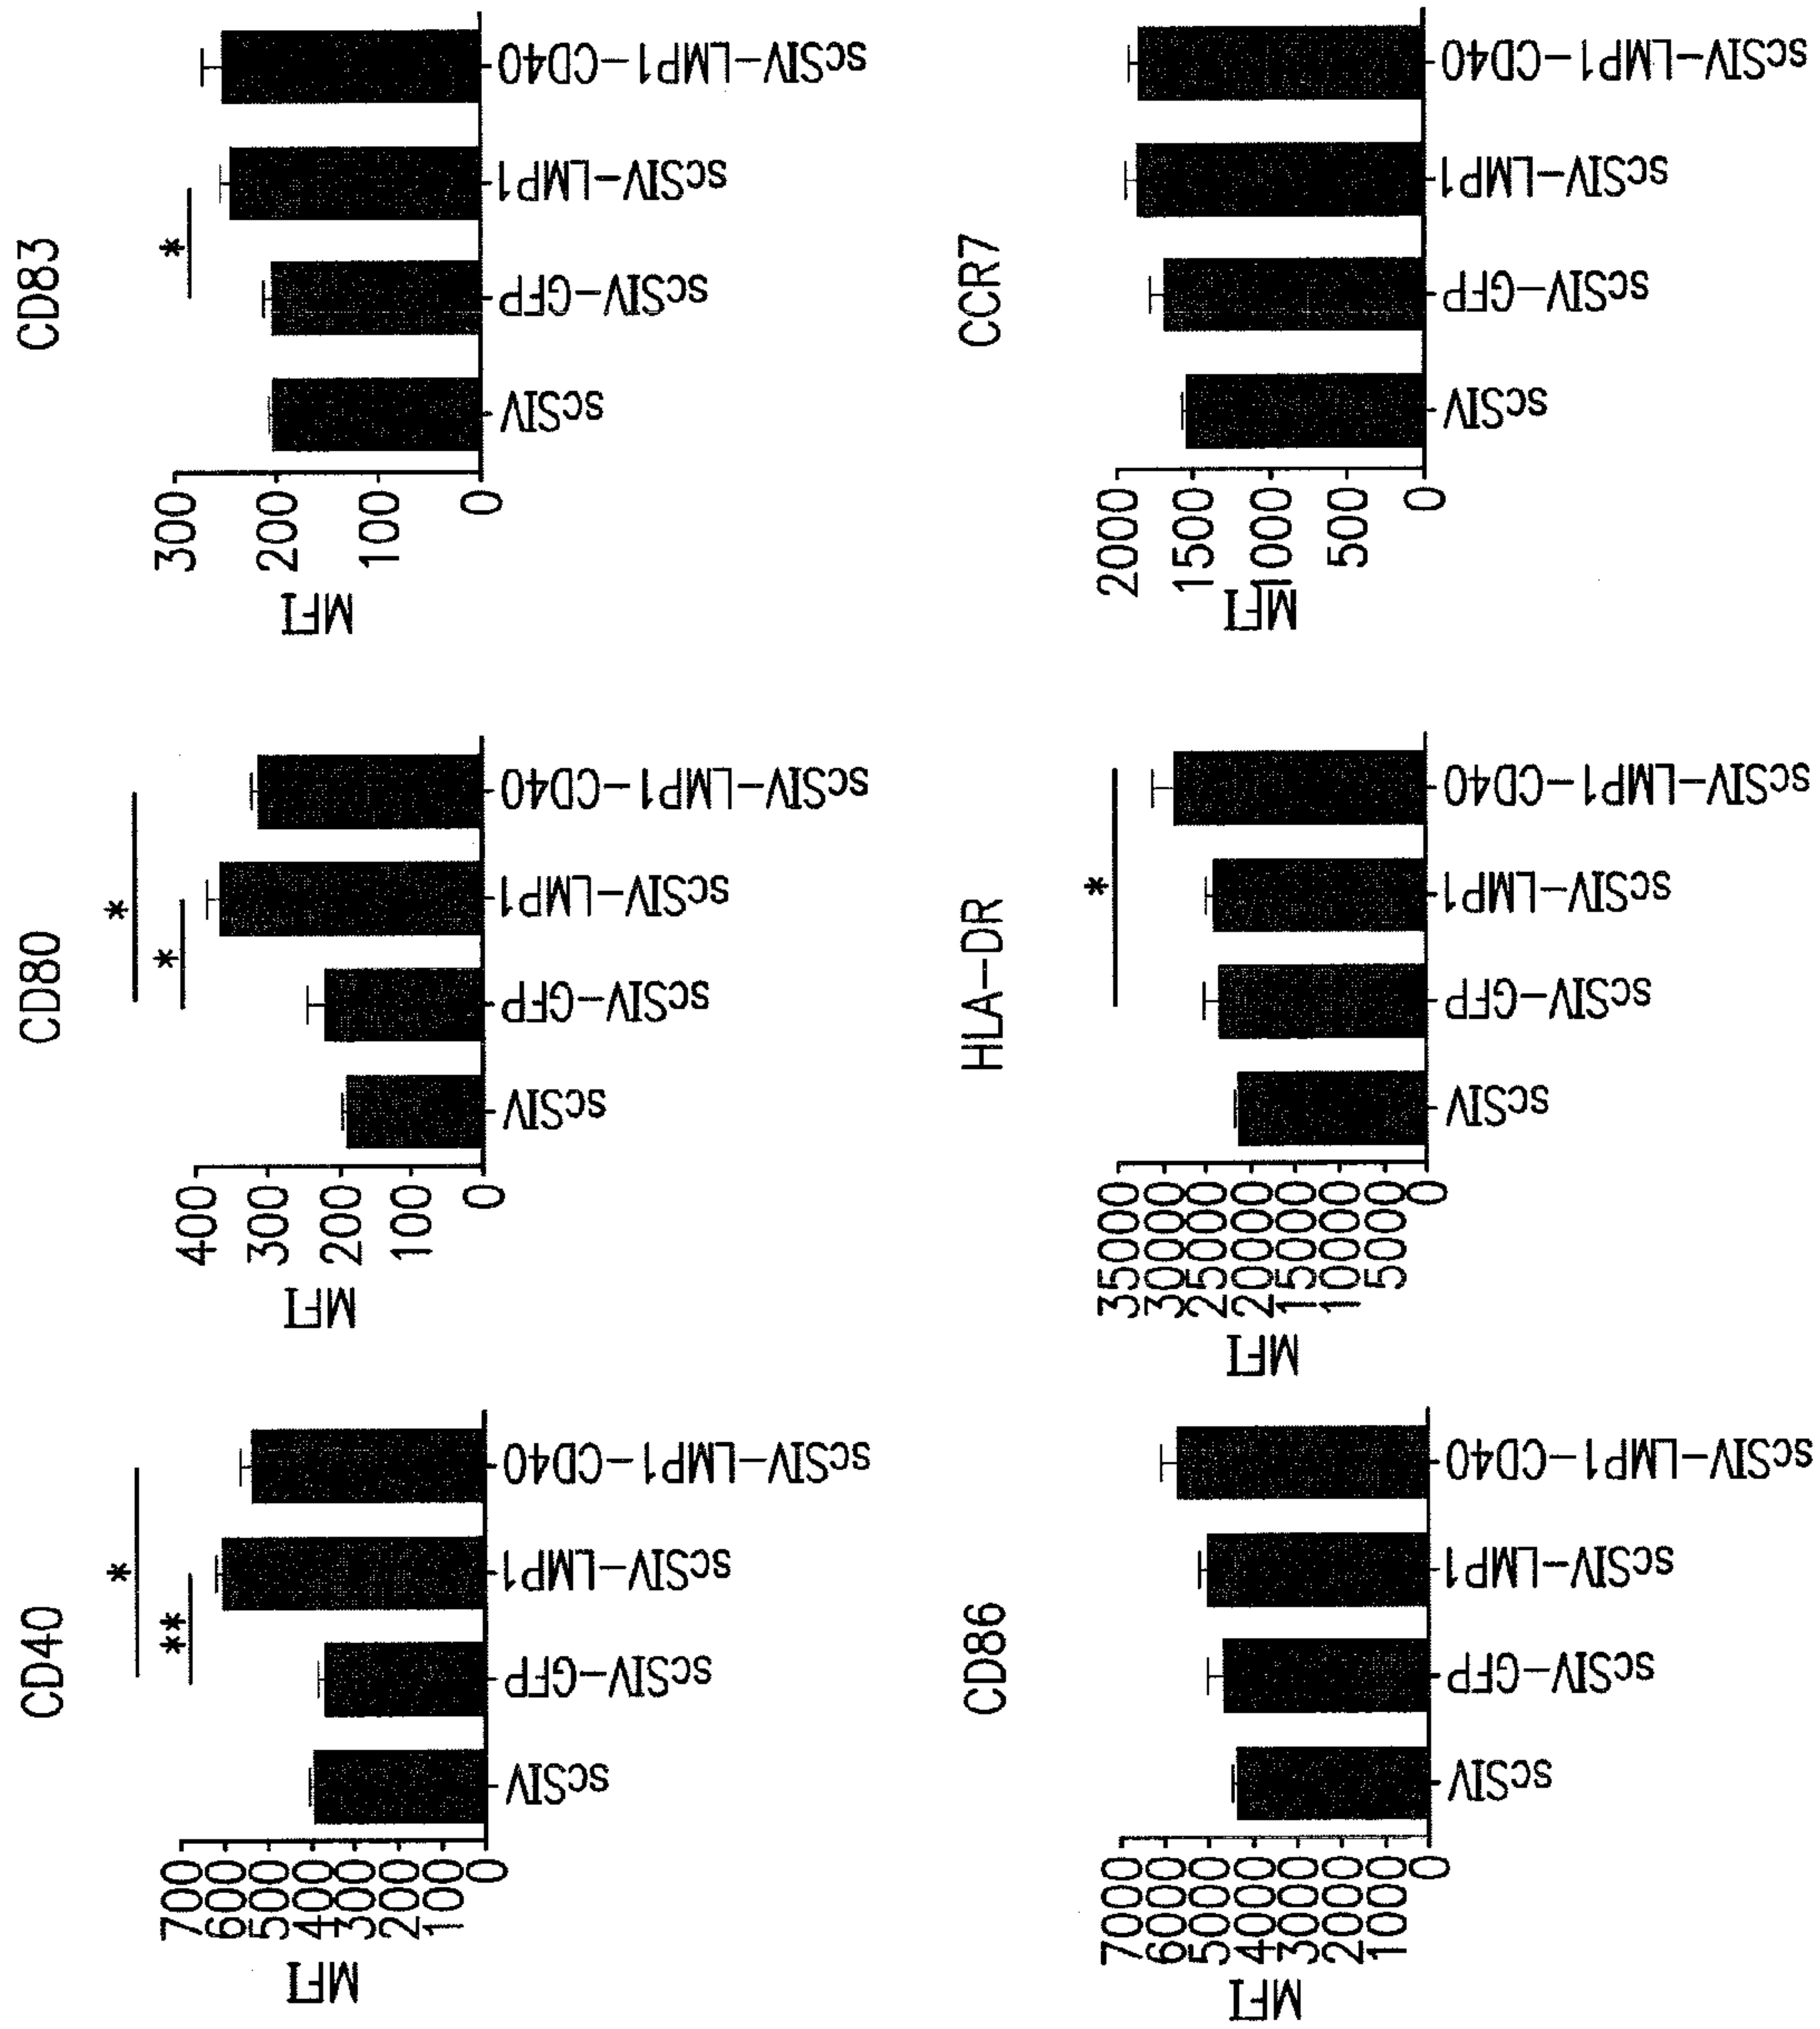 CD40
*
**
MFI
700
600
500
400
300
200
100
0
scSIV
scSIV-GFP
scSIV-LMP1
scSIV-LMP1-CD40
CD80
*
*
MFI
400
300
200
100
0
scSIV
scSIV-GFP
scSIV-LMP1
scSIV-LMP1-CD40
CD83
*
MFI
300
200
100
0
scSIV
scSIV-GFP
scSIV-LMP1
scSIV-LMP1-CD40
CD86
MFI
7000
6000
5000
4000
3000
2000
1000
0
scSIV
scSIV-GFP
scSIV-LMP1
scSIV-LMP1-CD40
HLA-DR
*
MFI
35000
30000
25000
20000
15000
10000
5000
0
scSIV
scSIV-GFP
scSIV-LMP1
scSIV-LMP1-CD40
CCR7
MFI
2000
1500
1000
500
0
scSIV
scSIV-GFP
scSIV-LMP1
scSIV-LMP1-CD40